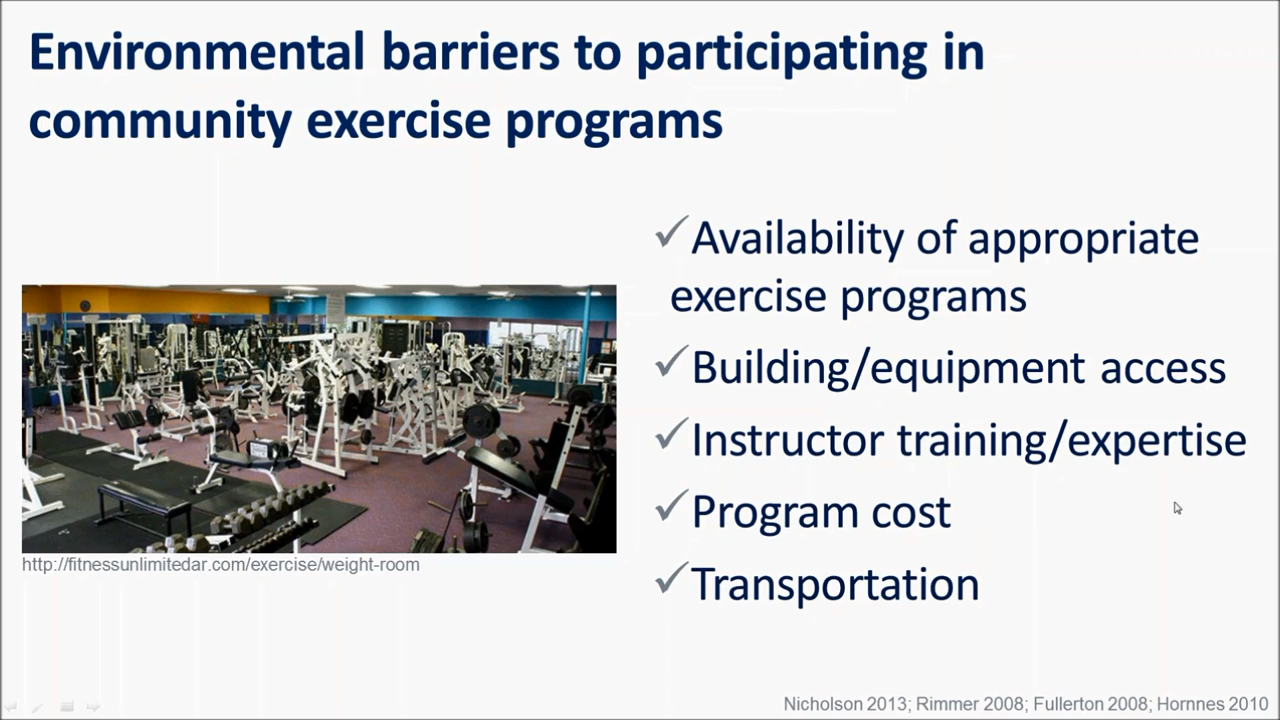 Environmental barriers to participating in
community exercise programs
✓Availability of appropriate
exercise programs
✓Building/equipment access
✓Instructor training/expertise
✓Program cost
✓Transportation
http://fitnessunlimitedar.com/exercise/weight-room
Nicholson 2013; Rimmer 2008; Fullerton 2008; Hornnes 2010